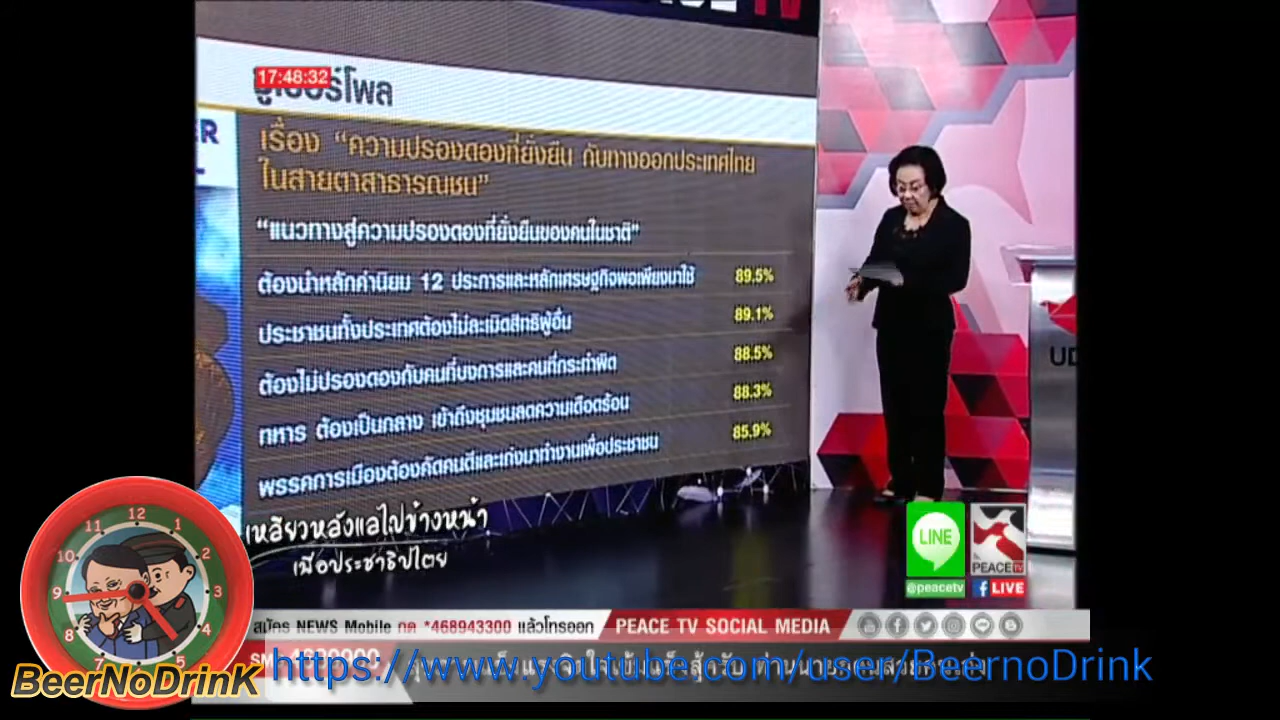 TV
17:48:32
ซูเปอร์โพล
ER
เรื่อง “ความปรองดองที่ยั่งยืน กับทางออกประเทศไทย
ในสายตาสาธารณชน”
“แนวทางสู่ความปรองดองที่ยั่งยืนของคนในชาติ”
ต้องนำหลักค่านิยม 12 ประการและหลักเศรษฐกิจพอเพียงมาใช้ 89.5%
ประชาชนทั้งประเทศต้องไม่ละเมิดสิทธิผู้อื่น 89.1%
ต้องไม่ปรองดองกับคนที่บงการและคนที่กระทำผิด 88.5%
ทหาร ต้องเป็นกลาง เข้าถึงชุมชนลดความเดือดร้อน 88.3%
พรรคการเมืองต้องคัดคนดีและเก่งมาทำงานเพื่อประชาชน 85.9%
UD
เหลียวหลังแลไปข้างหน้า
เพื่อประชาธิปไตย
LINE
@peacetv
PEACE TV
f LIVE
12 1 2 3 4 5 7 8 9 10 11
สมัคร NEWS Mobile กด *468943300 แล้วโทรออก
PEACE TV SOCIAL MEDIA
https://www.youtube.com/user/BeernoDrink
BeerNoDrinK